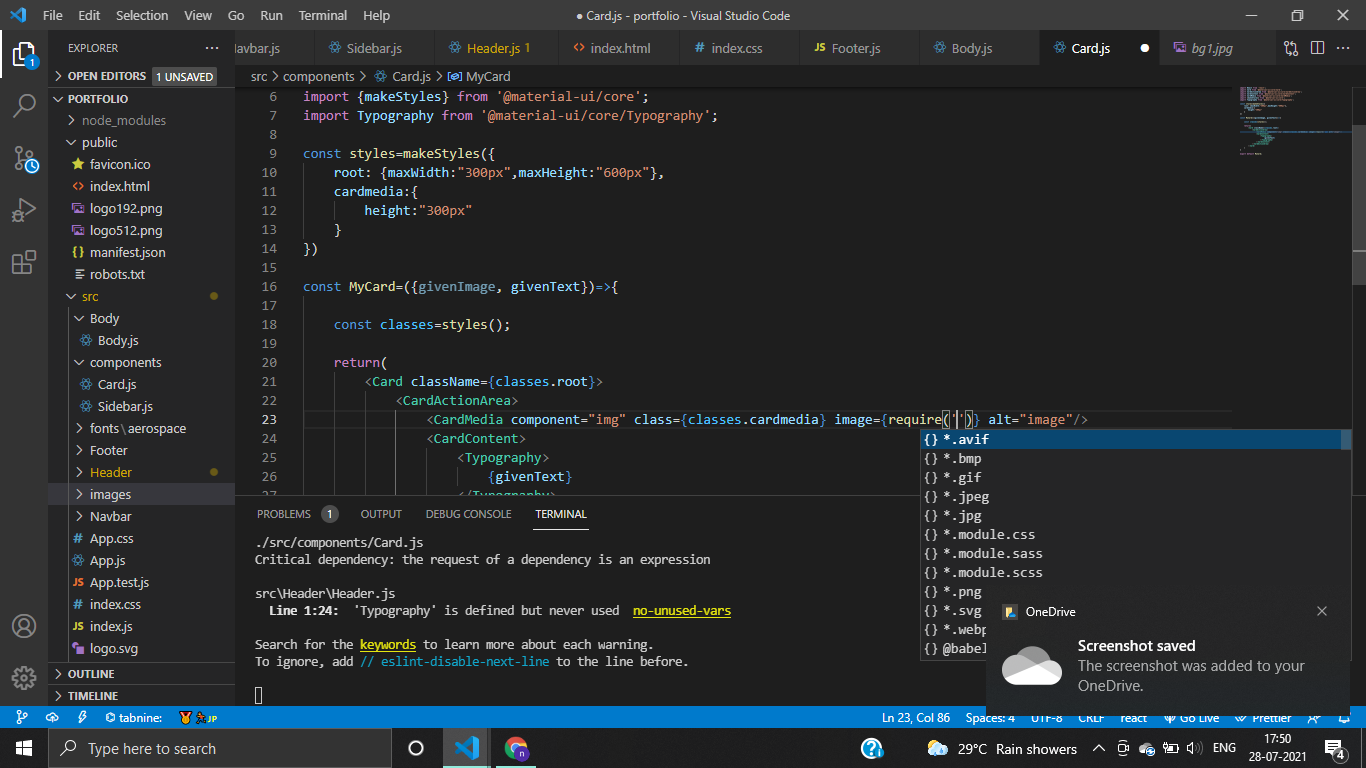 File Edit Selection View Go Run Terminal Help
● Card.js - portfolio - Visual Studio Code
EXPLORER
Navbar.js Sidebar.js Header.js 1 index.html index.css Footer.js Body.js Card.js bg1.jpg
OPEN EDITORS 1 UNSAVED
PORTFOLIO
node_modules
public
favicon.ico
index.html
logo192.png
logo512.png
manifest.json
robots.txt
src
Body
Body.js
components
Card.js
Sidebar.js
fonts\aerospace
Footer
Header
images
Navbar
App.css
App.js
App.test.js
index.css
index.js
logo.svg
OUTLINE
TIMELINE
src > components > Card.js > MyCard
6 import {makeStyles} from '@material-ui/core';
7 import Typography from '@material-ui/core/Typography';
8
9 const styles=makeStyles({
10 root: {maxWidth:"300px",maxHeight:"600px"},
11 cardmedia:{
12 height:"300px"
13 }
14 })
15
16 const MyCard=({givenImage, givenText})=>{
17
18 const classes=styles();
19
20 return(
21 <Card className={classes.root}>
22 <CardActionArea>
23 <CardMedia component="img" class={classes.cardmedia} image={require('')} alt="image"/>
24 <CardContent>
25 <Typography>
26 {givenText}
27 </Typography>
{} *.avif
{} *.bmp
{} *.gif
{} *.jpeg
{} *.jpg
{} *.module.css
{} *.module.sass
{} *.module.scss
{} *.png
{} *.svg
{} *.webp
{} @babel
PROBLEMS 1 OUTPUT DEBUG CONSOLE TERMINAL
./src/components/Card.js
Critical dependency: the request of a dependency is an expression
src\Header\Header.js
Line 1:24: 'Typography' is defined but never used no-unused-vars
Search for the keywords to learn more about each warning.
To ignore, add // eslint-disable-next-line to the line before.
OneDrive
Screenshot saved
The screenshot was added to your
OneDrive.
tabnine: JP
Ln 23, Col 86 Spaces: 4 UTF-8 CRLF react Go Live Prettier
Type here to search
29°C Rain showers ENG
17:50
28-07-2021
4